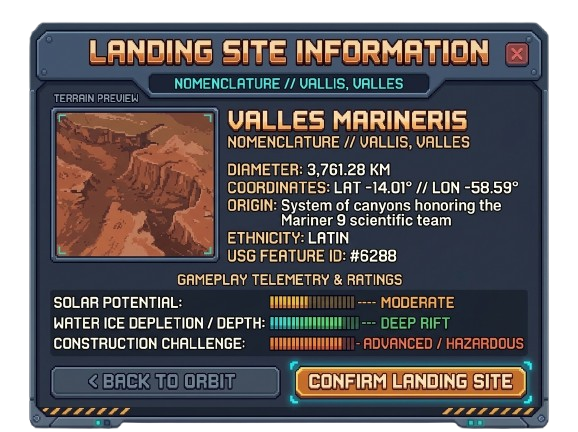 LANDING SITE INFORMATION
NOMENCLATURE // VALLIS, VALLES
TERRAIN PREVIEW
VALLES MARINERIS
NOMENCLATURE // VALLIS, VALLES
DIAMETER: 3,761.28 KM
COORDINATES: LAT -14.01° // LON -58.59°
ORIGIN: System of canyons honoring the
Mariner 9 scientific team
ETHNICITY: LATIN
USG FEATURE ID: #6288
GAMEPLAY TELEMETRY & RATINGS
SOLAR POTENTIAL: ---- MODERATE
WATER ICE DEPLETION / DEPTH: --- DEEP RIFT
CONSTRUCTION CHALLENGE: - ADVANCED / HAZARDOUS
< BACK TO ORBIT
CONFIRM LANDING SITE